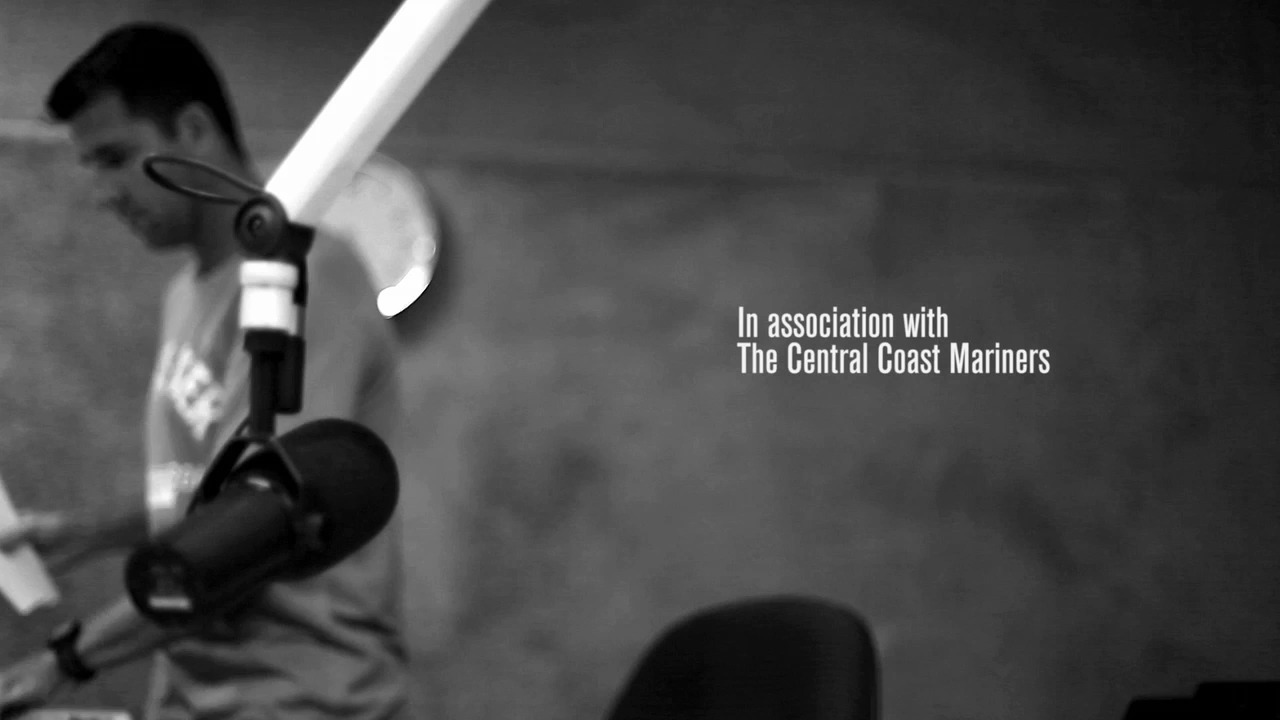 In association with
The Central Coast Mariners